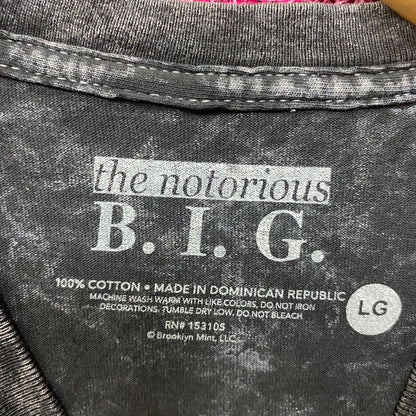 the notorious
B. I. G.
100% COTTON • MADE IN DOMINICAN REPUBLIC
MACHINE WASH WARM WITH LIKE COLORS, DO NOT IRON
DECORATIONS. TUMBLE DRY LOW, DO NOT BLEACH
RN# 153105
© Brooklyn Mint, LLC
LG